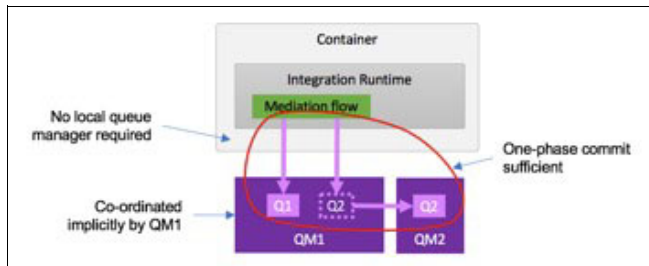 Container
Integration Runtime
Mediation flow
No local queue
manager required
One-phase commit
sufficient
Co-ordinated
implicitly by QM1
Q1
Q2
Q2
QM1
QM2